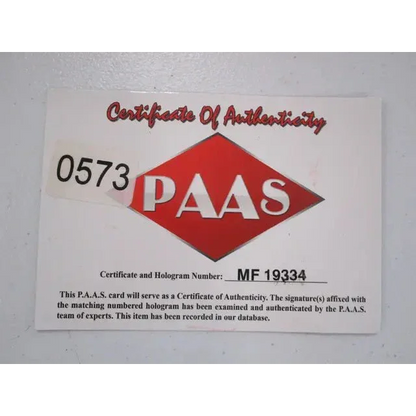 Certificate Of Authenticity
0573
PAAS
Certificate and Hologram Number: MF 19334
This P.A.A.S. card will serve as a Certificate of Authenticity. The signature(s) affixed with
the matching numbered hologram has been examined and authenticated by the P.A.A.S.
team of experts. This item has been recorded in our database.